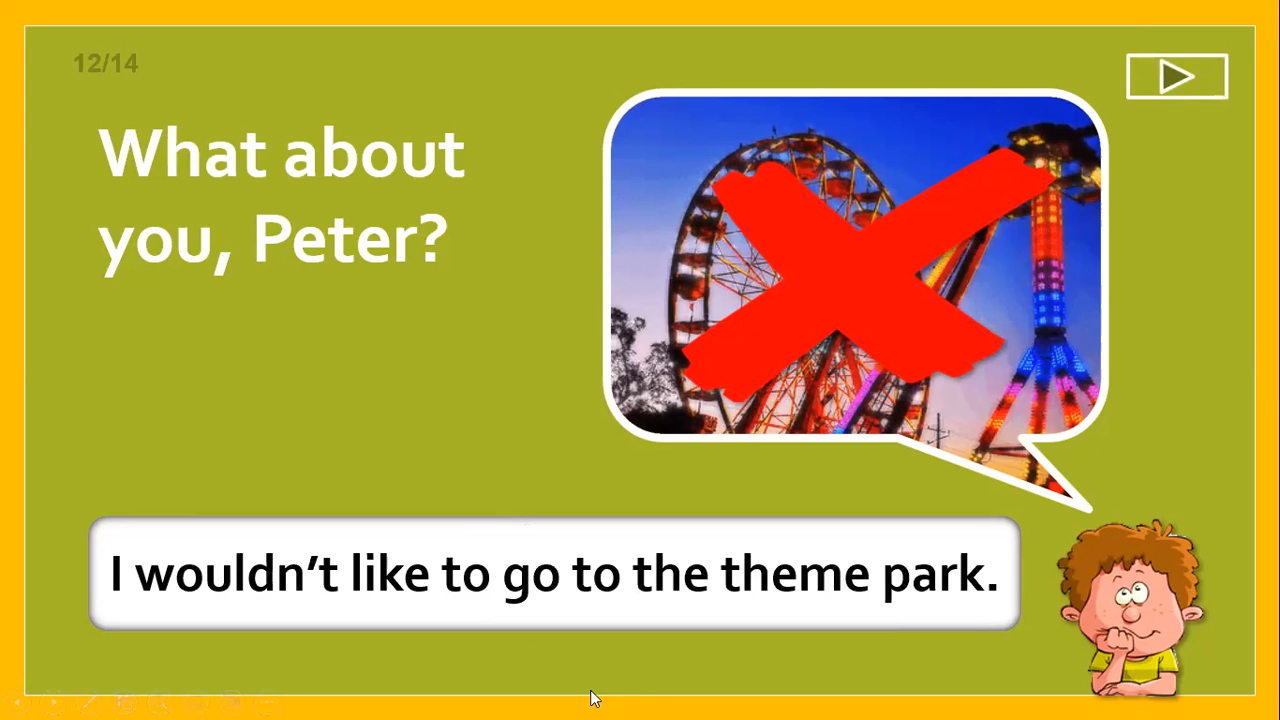 12/14
What about
you, Peter?
I wouldn’t like to go to the theme park.